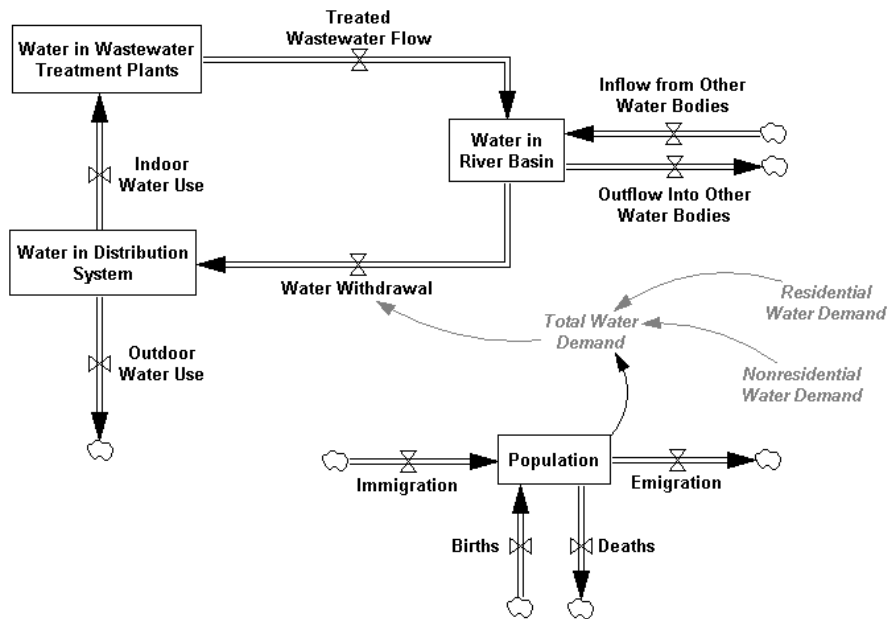 Treated
Wastewater Flow
Water in Wastewater
Treatment Plants
Inflow from Other
Water Bodies
Water in
River Basin
Indoor
Water Use
Outflow Into Other
Water Bodies
Water in Distribution
System
Water Withdrawal
Residential
Water Demand
Total Water
Demand
Outdoor
Water Use
Nonresidential
Water Demand
Population
Immigration
Emigration
Births
Deaths